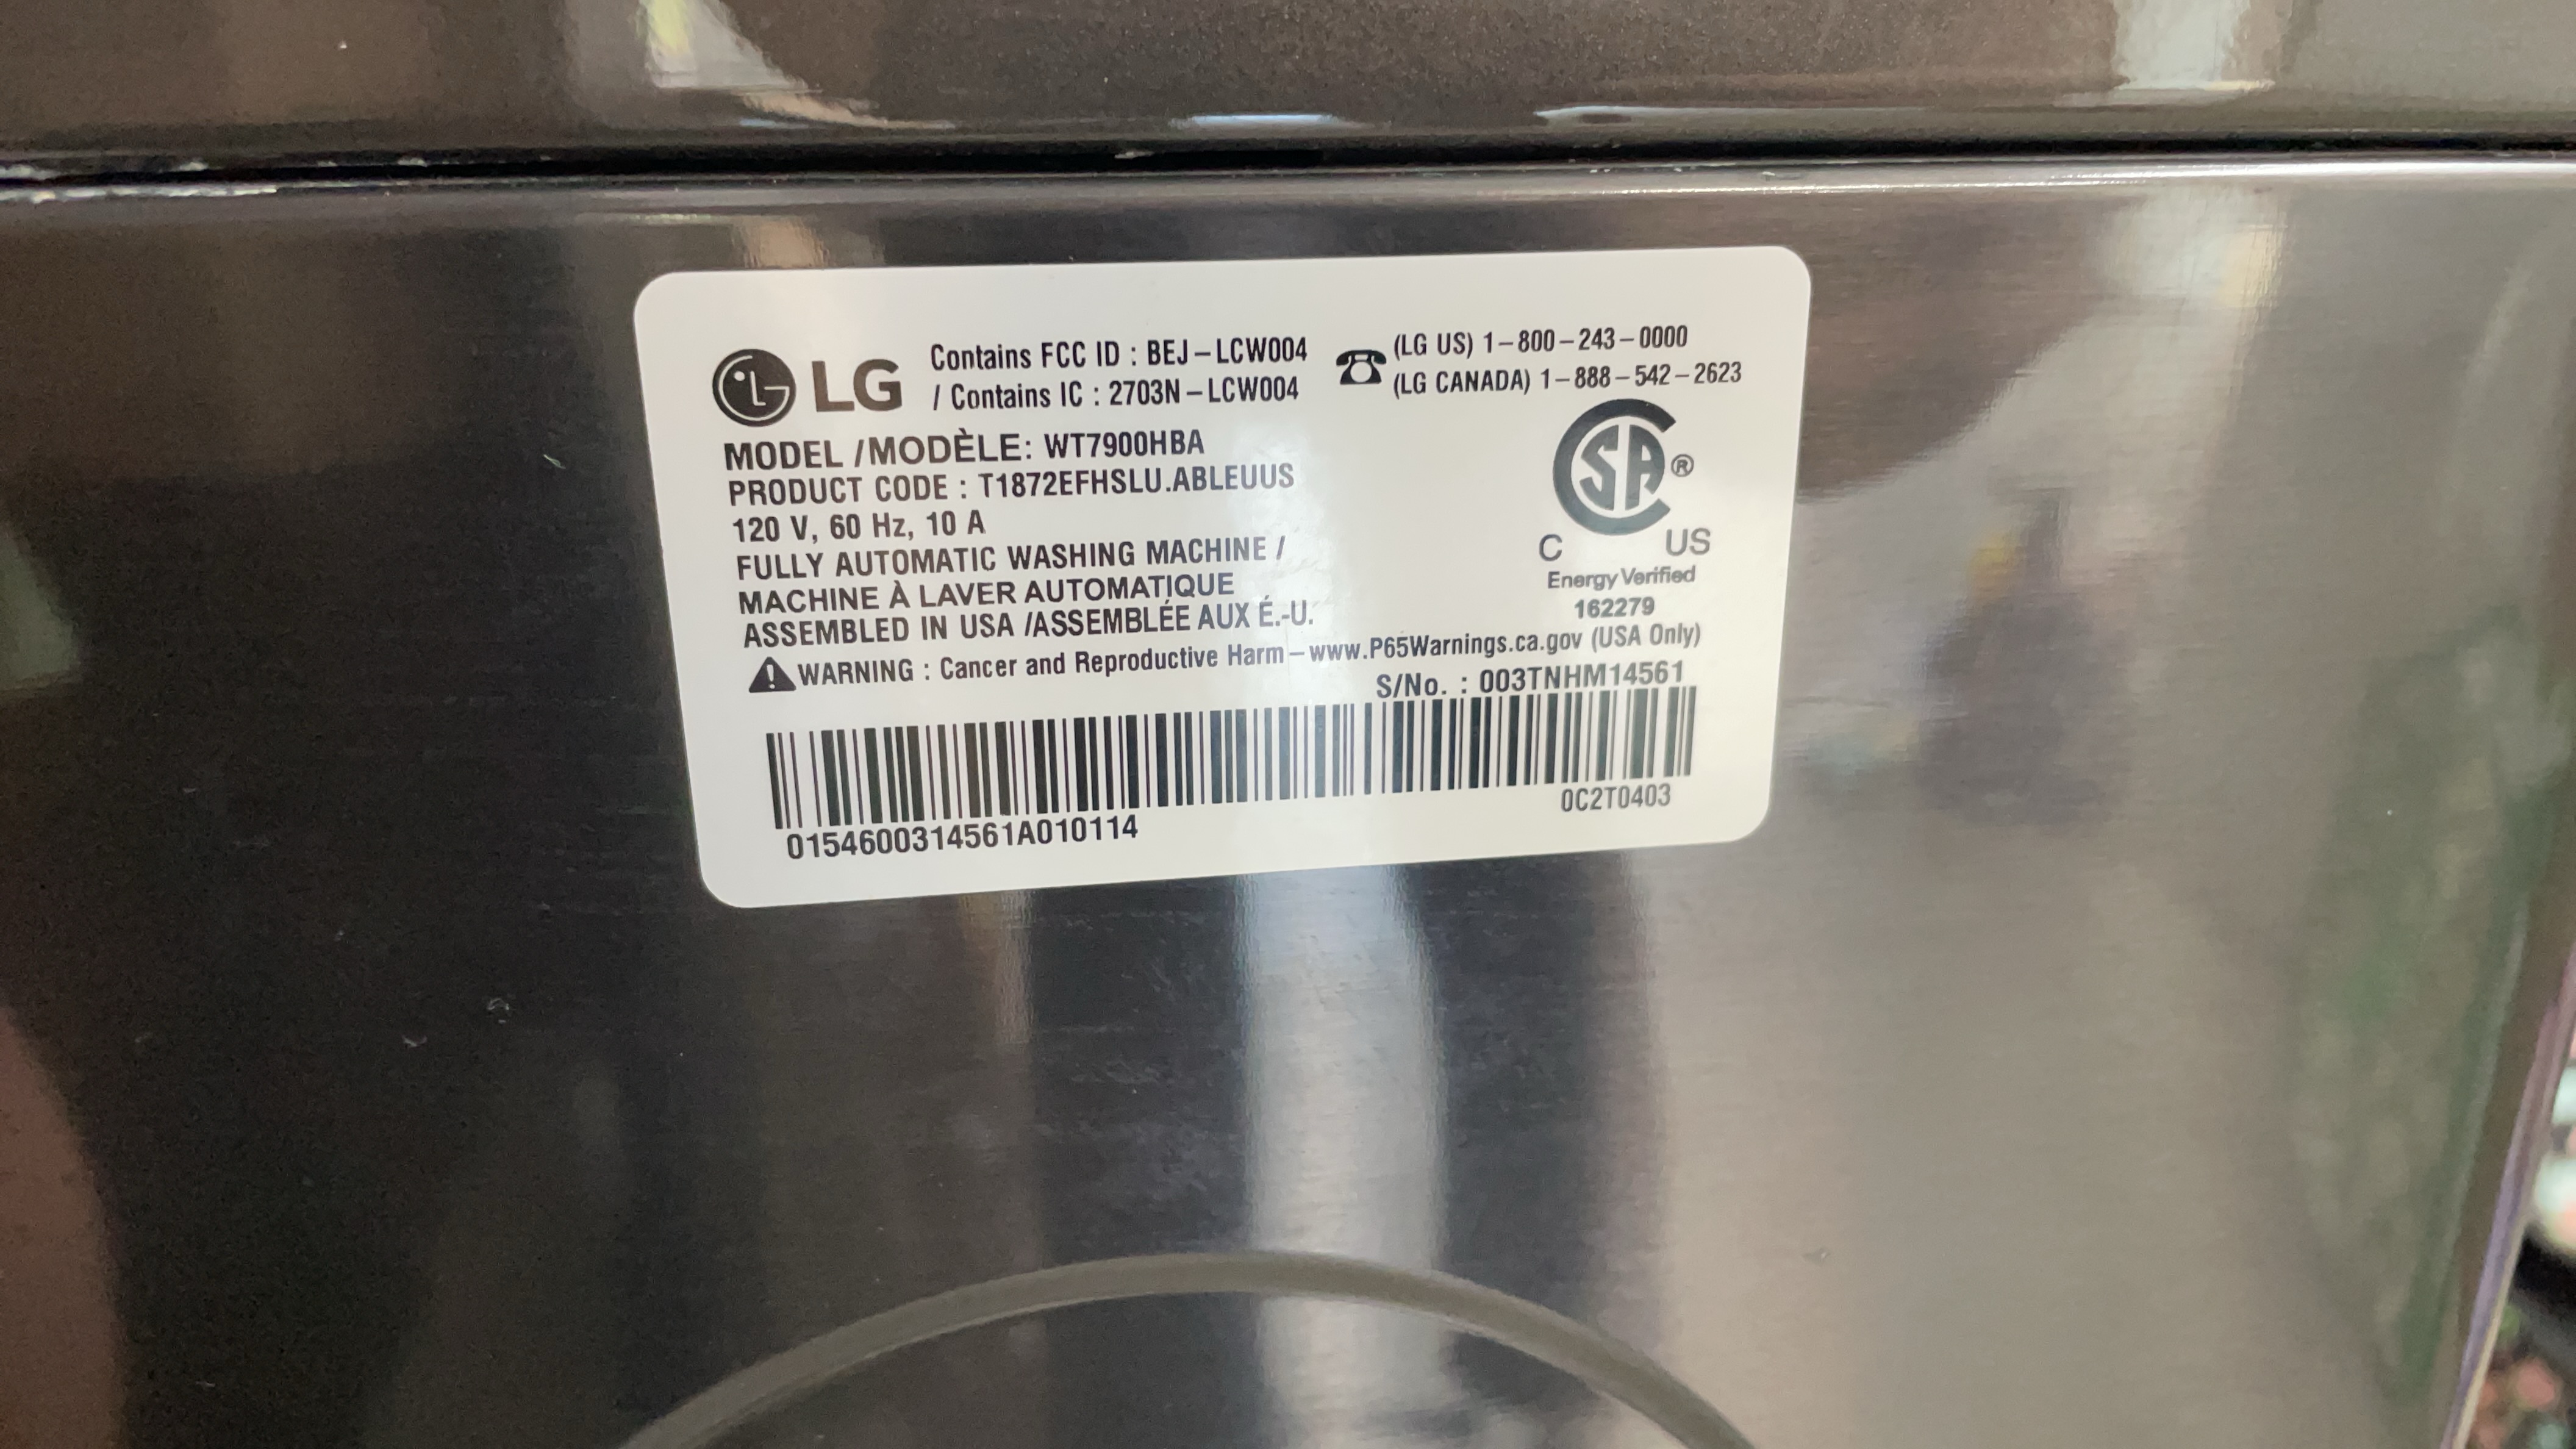 LG
Contains FCC ID : BEJ-LCW004
/ Contains IC : 2703N-LCW004
(LG US) 1-800-243-0000
(LG CANADA) 1-888-542-2623
MODEL /MODÈLE: WT7900HBA
PRODUCT CODE : T1872EFHSLU.ABLEUUS
120 V, 60 Hz, 10 A
FULLY AUTOMATIC WASHING MACHINE /
MACHINE À LAVER AUTOMATIQUE
ASSEMBLED IN USA /ASSEMBLÉE AUX É.-U.
SA ®
C US
Energy Verified
162279
WARNING : Cancer and Reproductive Harm-www.P65Warnings.ca.gov (USA Only)
S/No. : 003TNHM14561
0154600314561A010114
0C2T0403